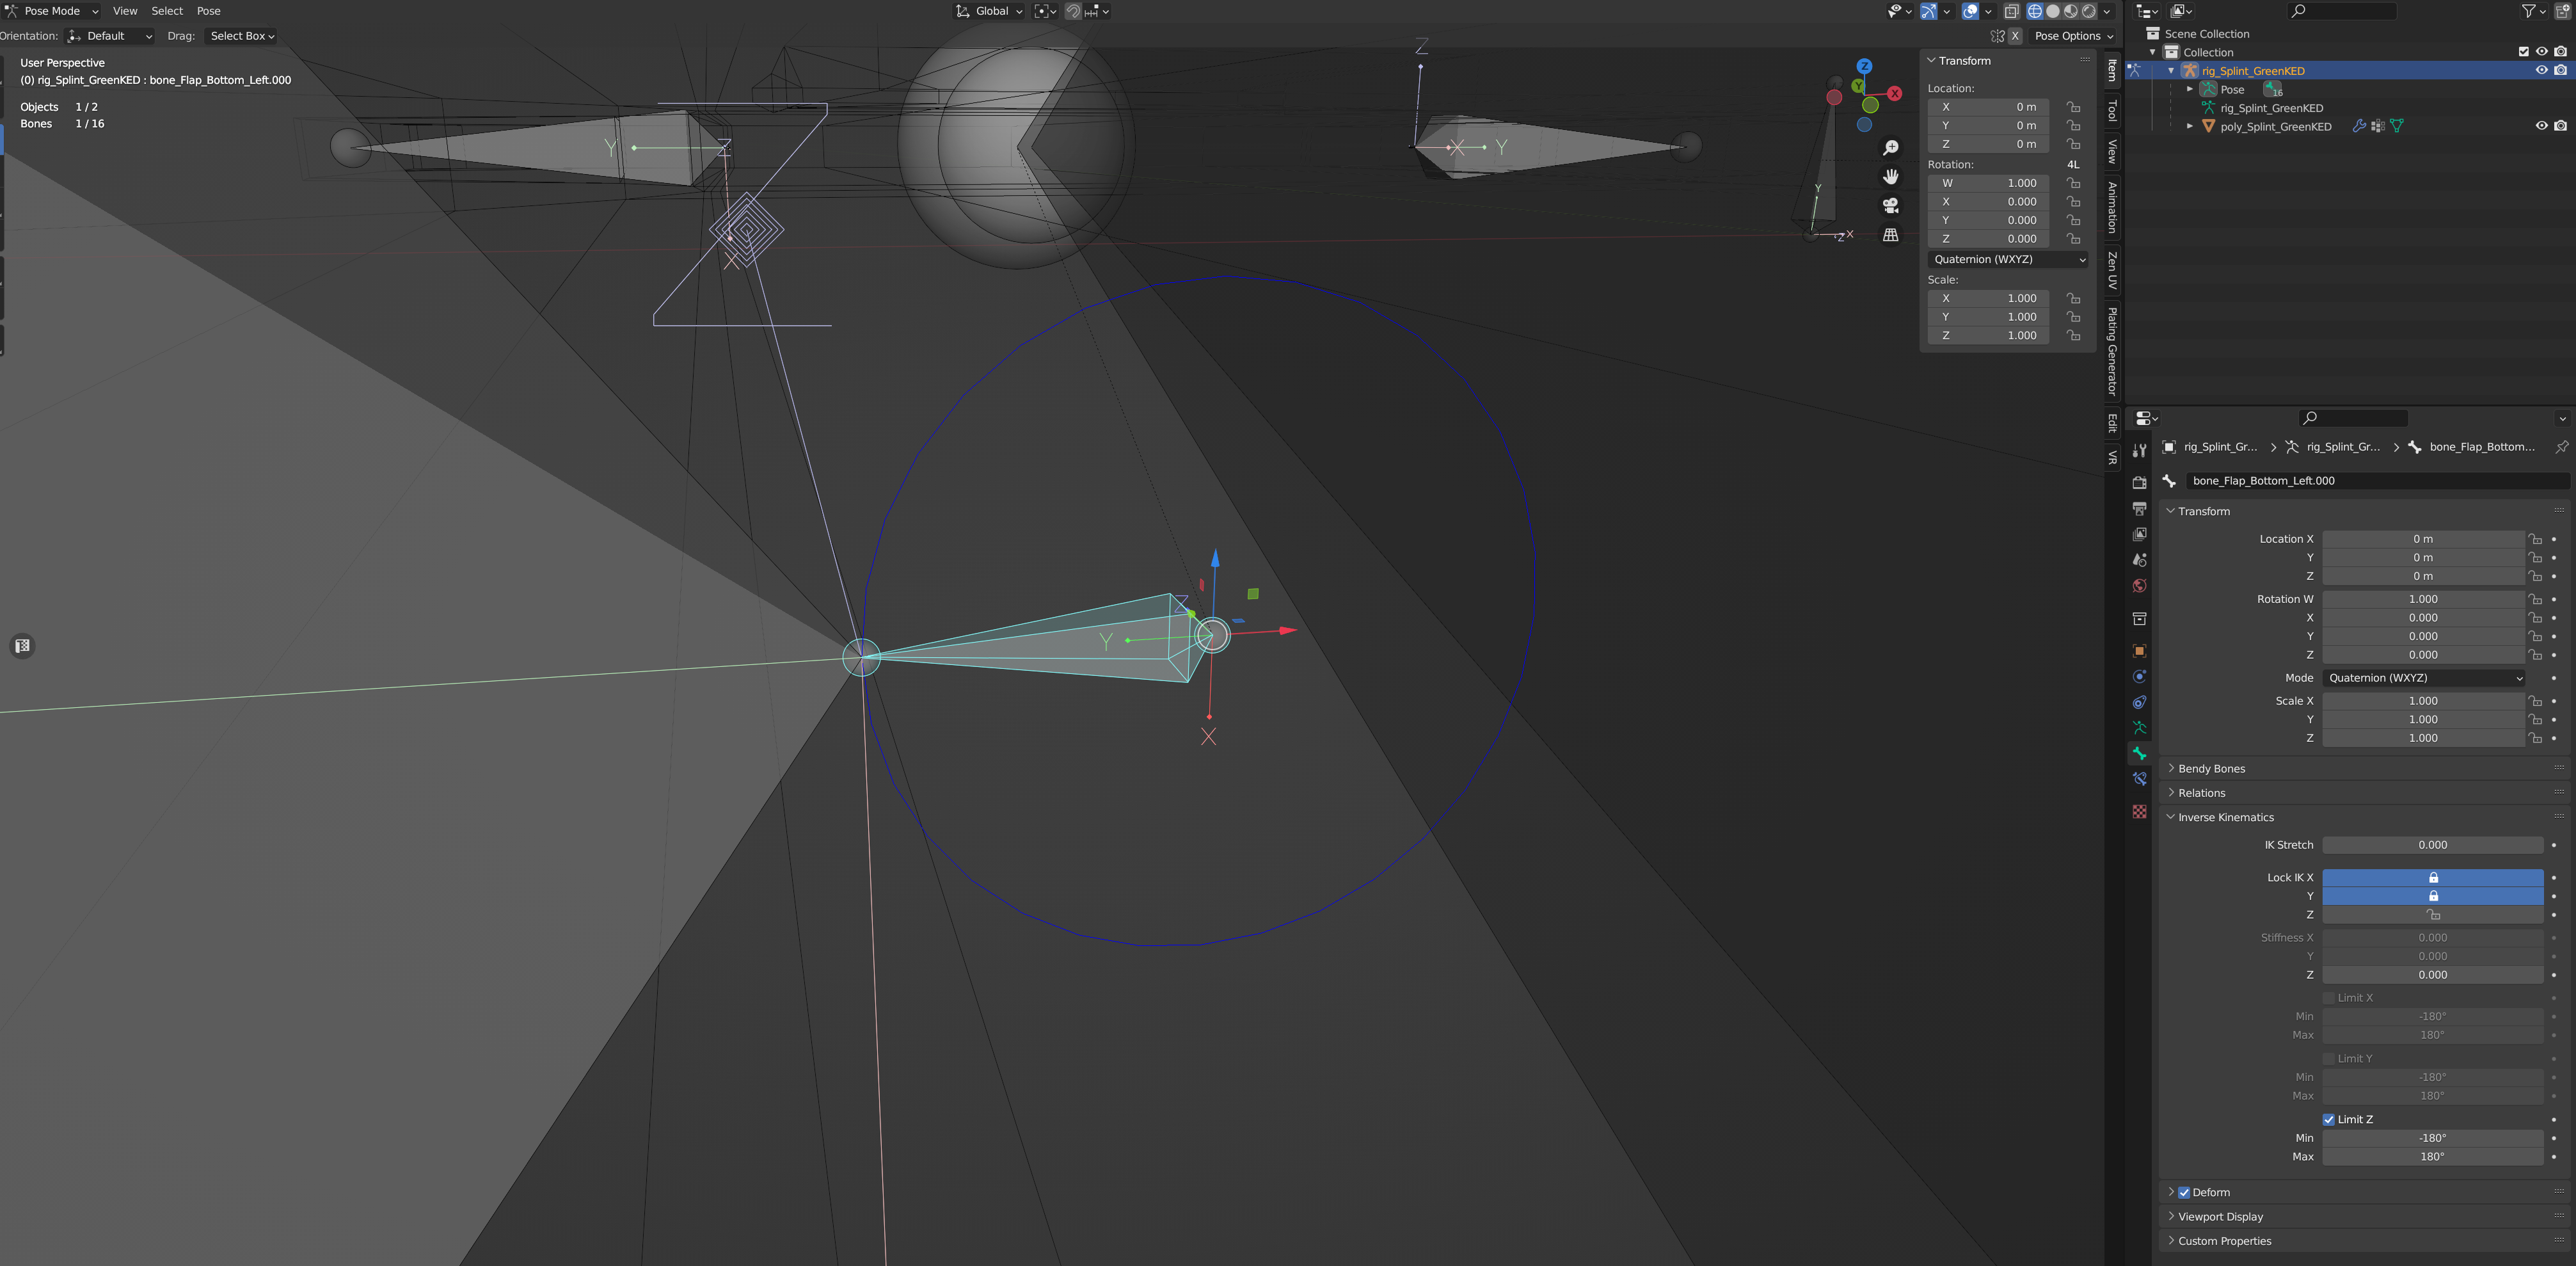 Pose Mode View Select Pose Global
Orientation: Default Drag: Select Box X Pose Options
User Perspective
(0) rig_Splint_GreenKED : bone_Flap_Bottom_Left.000
Objects 1 / 2
Bones 1 / 16
Y
Z
X
Z
X
Y
Y
Z
X
Z
Y
X
Z
Y
X
Transform
Location:
X 0 m
Y 0 m
Z 0 m
Rotation: 4L
W 1.000
X 0.000
Y 0.000
Z 0.000
Quaternion (WXYZ)
Scale:
X 1.000
Y 1.000
Z 1.000
Item
Tool
View
Animation
Zen UV
Plating Generator
Edit
VR
Scene Collection
Collection
rig_Splint_GreenKED
Pose 16
rig_Splint_GreenKED
poly_Splint_GreenKED
rig_Splint_Gr... rig_Splint_Gr... bone_Flap_Bottom...
bone_Flap_Bottom_Left.000
Transform
Location X 0 m
Y 0 m
Z 0 m
Rotation W 1.000
X 0.000
Y 0.000
Z 0.000
Mode Quaternion (WXYZ)
Scale X 1.000
Y 1.000
Z 1.000
Bendy Bones
Relations
Inverse Kinematics
IK Stretch 0.000
Lock IK X
Y
Z
Stiffness X 0.000
Y 0.000
Z 0.000
Limit X
Min -180°
Max 180°
Limit Y
Min -180°
Max 180°
Limit Z
Min -180°
Max 180°
Deform
Viewport Display
Custom Properties